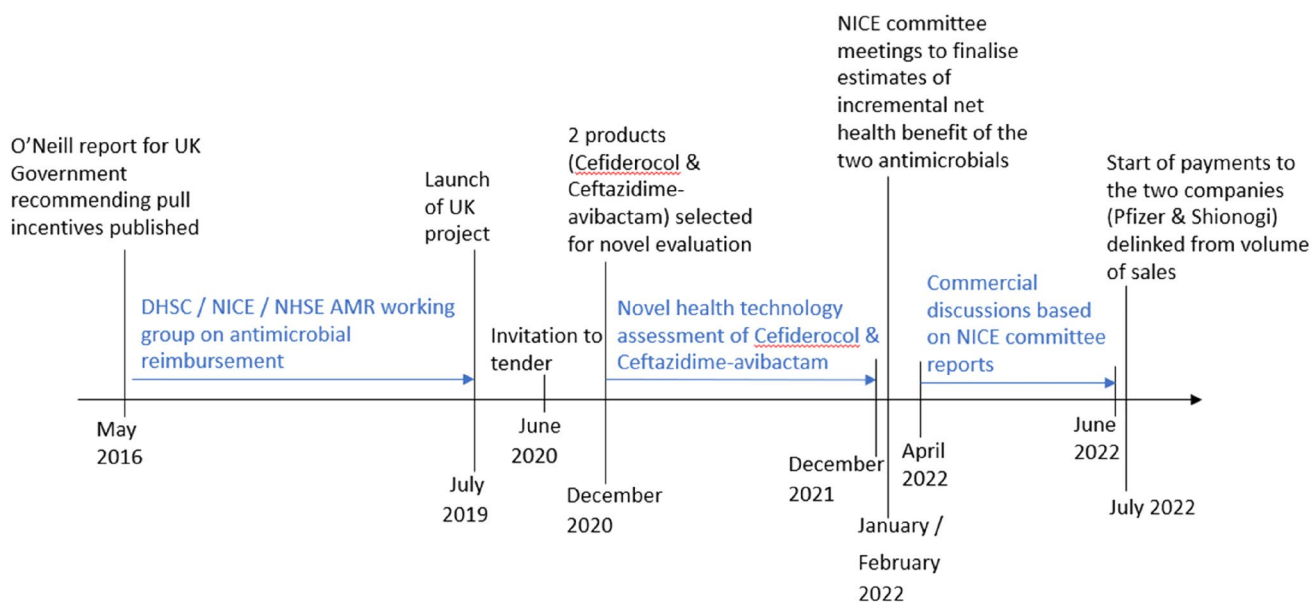 O’Neill report for UK
Government
recommending pull
incentives published
DHSC / NICE / NHSE AMR working
group on antimicrobial
reimbursement
May
2016
Launch
of UK
project
July
2019
Invitation to
tender
June
2020
2 products
(Cefiderocol &
Ceftazidime-
avibactam) selected
for novel evaluation
December
2020
Novel health technology
assessment of Cefiderocol &
Ceftazidime-avibactam
December
2021
NICE committee
meetings to finalise
estimates of
incremental net
health benefit of the
two antimicrobials
January /
February
2022
Commercial
discussions based
on NICE committee
reports
April
2022
June
2022
Start of payments to
the two companies
(Pfizer & Shionogi)
delinked from volume
of sales
July 2022